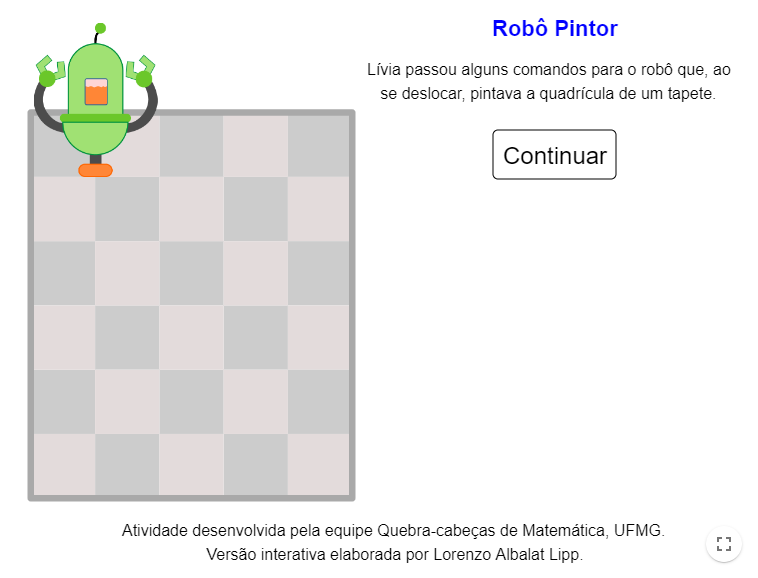 Robô Pintor
Lívia passou alguns comandos para o robô que, ao
se deslocar, pintava a quadrícula de um tapete.
Continuar
Atividade desenvolvida pela equipe Quebra-cabeças de Matemática, UFMG.
Versão interativa elaborada por Lorenzo Albalat Lipp.